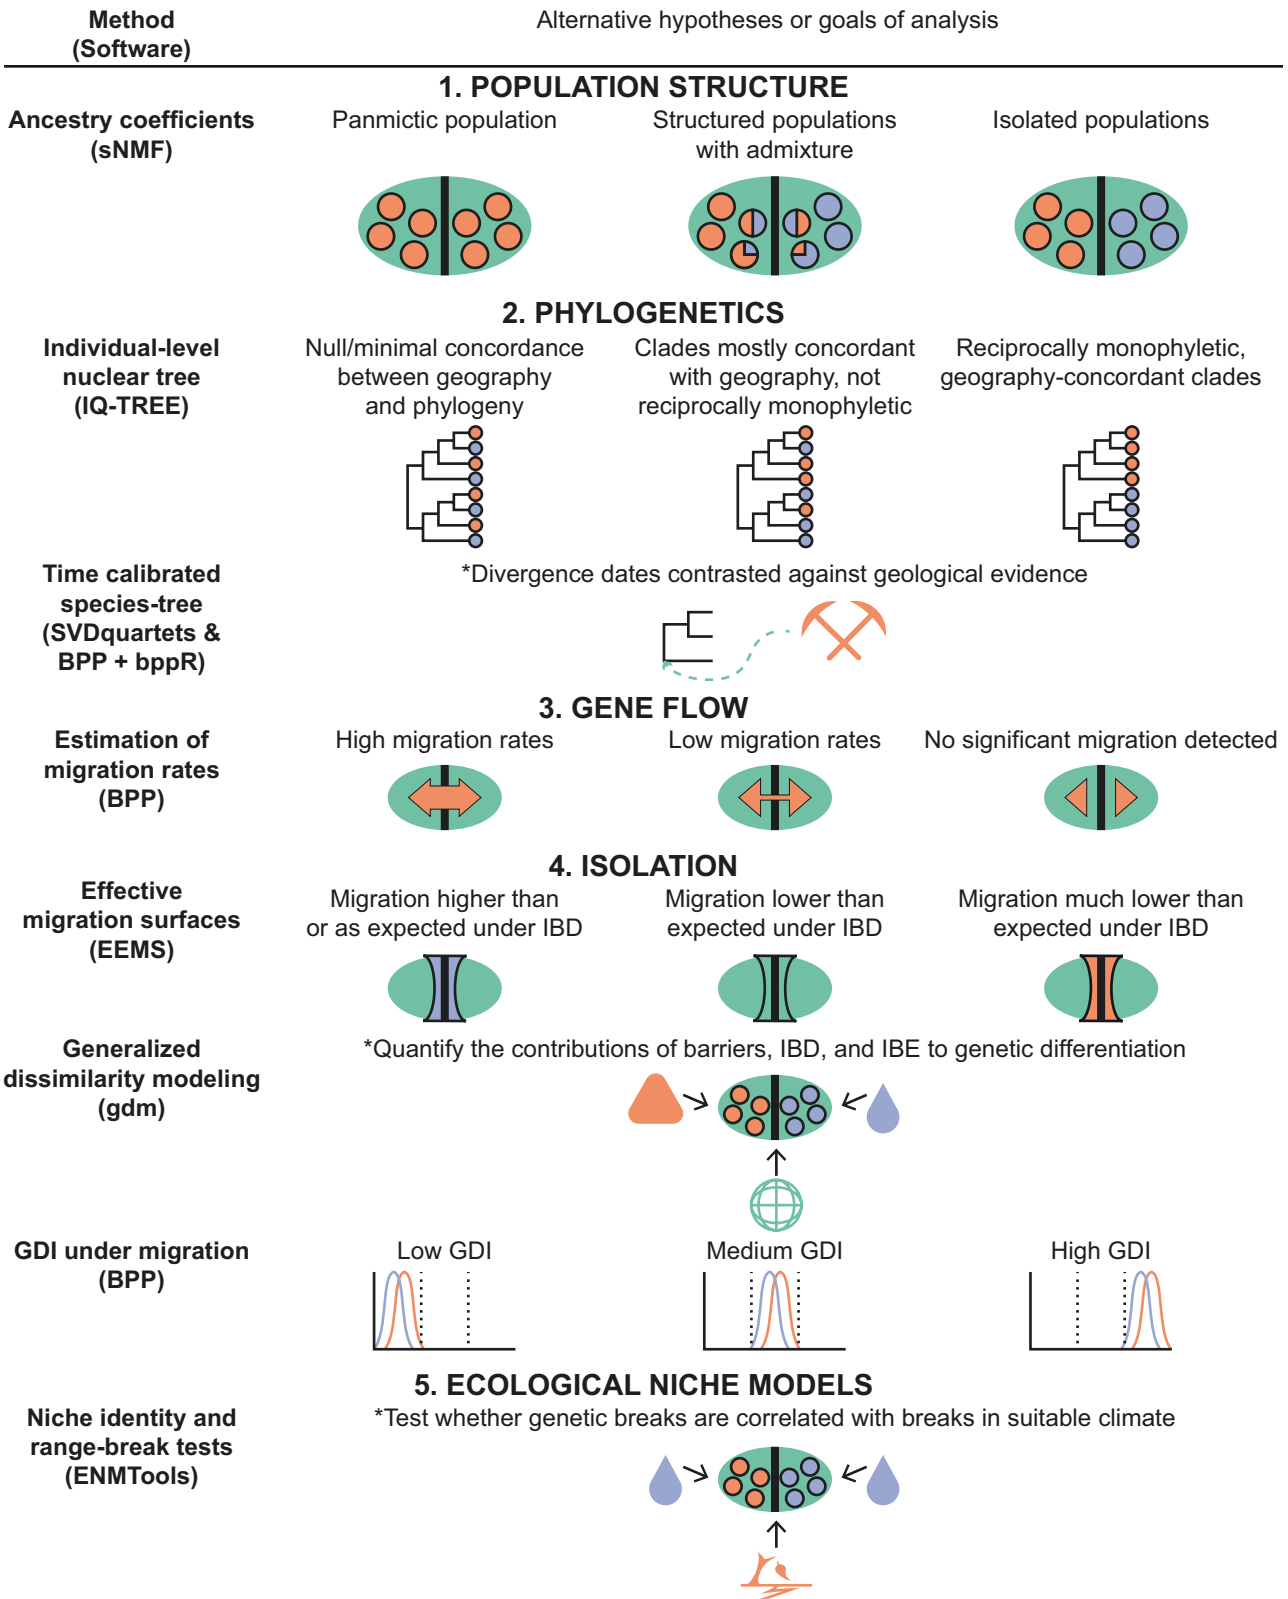 Method
(Software)
Alternative hypotheses or goals of analysis
1. POPULATION STRUCTURE
Ancestry coefficients
(sNMF)
Panmictic population
Structured populations
with admixture
Isolated populations
2. PHYLOGENETICS
Individual-level
nuclear tree
(IQ-TREE)
Null/minimal concordance
between geography
and phylogeny
Clades mostly concordant
with geography, not
reciprocally monophyletic
Reciprocally monophyletic,
geography-concordant clades
Time calibrated
species-tree
(SVDquartets &
BPP + bppR)
*Divergence dates contrasted against geological evidence
3. GENE FLOW
Estimation of
migration rates
(BPP)
High migration rates
Low migration rates
No significant migration detected
4. ISOLATION
Effective
migration surfaces
(EEMS)
Migration higher than
or as expected under IBD
Migration lower than
expected under IBD
Migration much lower than
expected under IBD
Generalized
dissimilarity modeling
(gdm)
*Quantify the contributions of barriers, IBD, and IBE to genetic differentiation
GDI under migration
(BPP)
Low GDI
Medium GDI
High GDI
5. ECOLOGICAL NICHE MODELS
Niche identity and
range-break tests
(ENMTools)
*Test whether genetic breaks are correlated with breaks in suitable climate